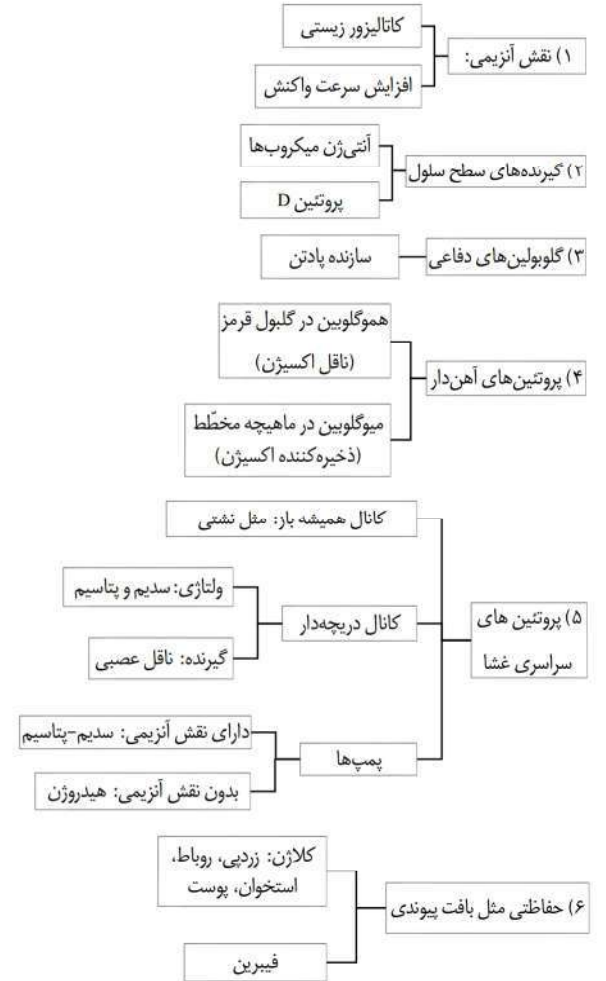 ۱) نقش آنزیمی:
کاتالیزور زیستی
افزایش سرعت واکنش
۲) گیرنده‌های سطح سلول
آنتی‌ژن میکروب‌ها
پروتئین D
۳) گلوبولین‌های دفاعی
سازنده پادتن
۴) پروتئین‌های آهن‌دار
هموگلوبین در گلبول قرمز
(ناقل اکسیژن)
میوگلوبین در ماهیچه مخطّط
(ذخیره‌کننده اکسیژن)
۵) پروتئین های
سراسری غشا
کانال همیشه باز: مثل نشتی
کانال دریچه‌دار
ولتاژی: سدیم و پتاسیم
گیرنده: ناقل عصبی
پمپ‌ها
دارای نقش آنزیمی: سدیم-پتاسیم
بدون نقش آنزیمی: هیدروژن
۶) حفاظتی مثل بافت پیوندی
کلاژن: زردپی، روباط،
استخوان، پوست
فیبرین